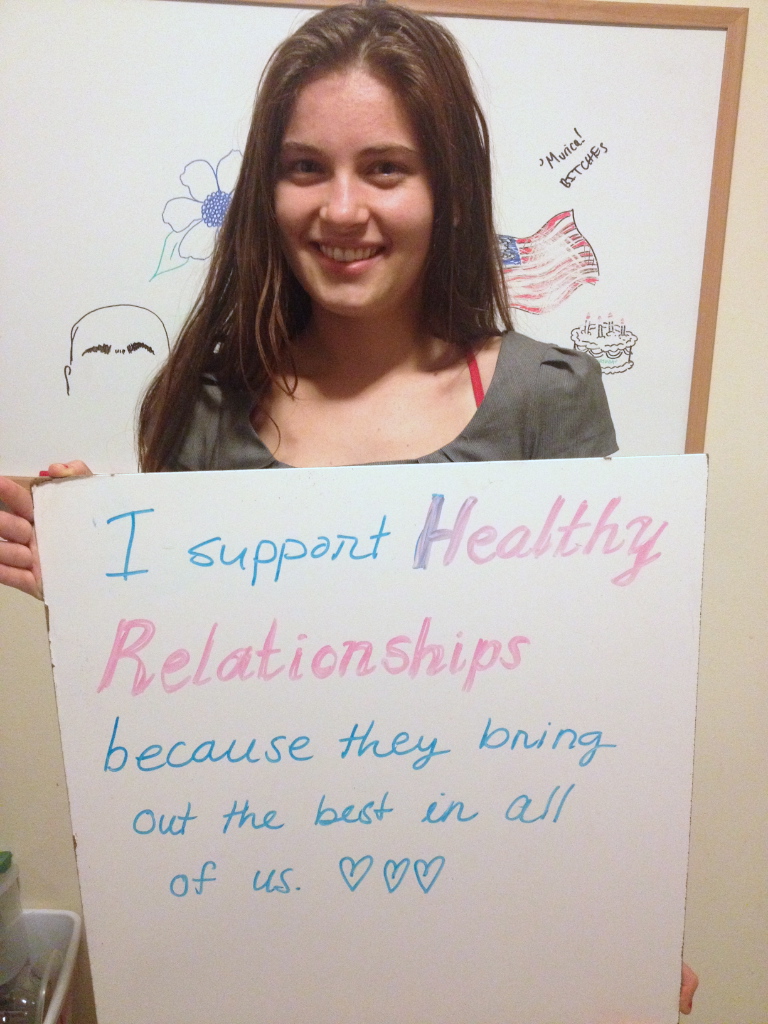 'Murica!
BITCHES
I support Healthy
Relationships
because they bring
out the best in all
of us. ♡♡♡